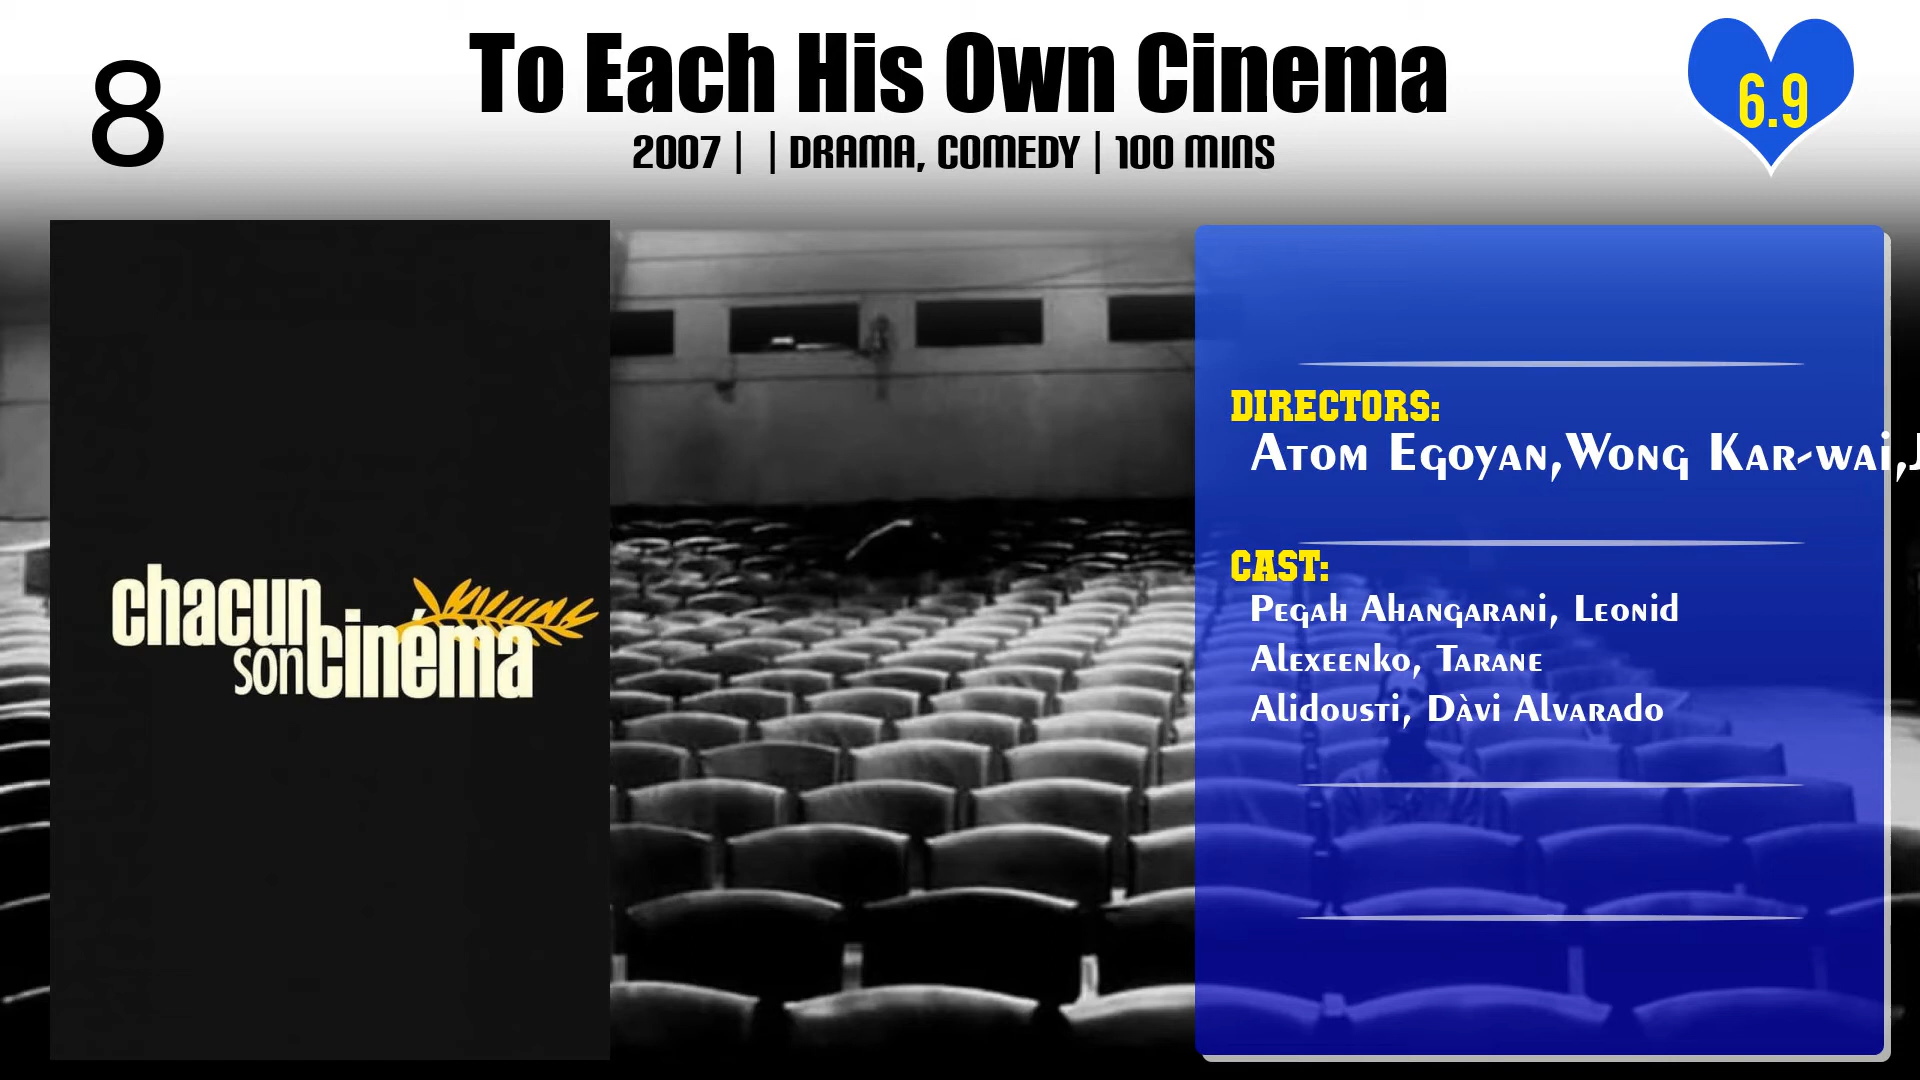 8
To Each His Own Cinema
6.9
2007 | | DRAMA, COMEDY | 100 MINS
chacun
son cinéma
DIRECTORS:
Atom Egoyan,Wong Kar-wai,J
CAST:
Pegah Ahangarani, Leonid
Alexeenko, Tarane
Alidousti, Dàvi Alvarado